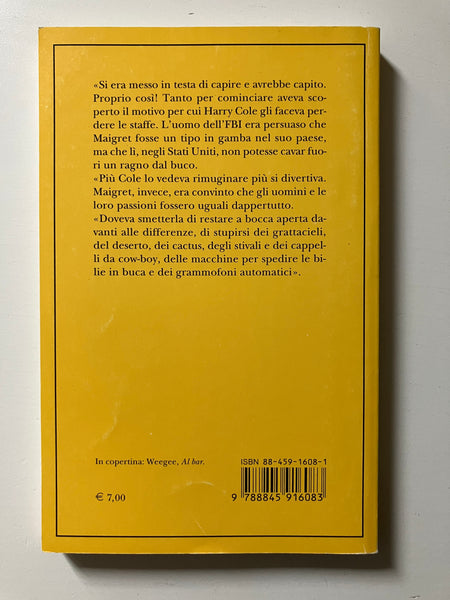 «Si era messo in testa di capire e avrebbe capito.
Proprio così! Tanto per cominciare aveva sco-
perto il motivo per cui Harry Cole gli faceva per-
dere le staffe. L'uomo dell'FBI era persuaso che
Maigret fosse un tipo in gamba nel suo paese,
ma che lì, negli Stati Uniti, non potesse cavar fuo-
ri un ragno dal buco.
«Più Cole lo vedeva rimuginare più si divertiva.
Maigret, invece, era convinto che gli uomini e le
loro passioni fossero uguali dappertutto.
«Doveva smetterla di restare a bocca aperta da-
vanti alle differenze, di stupirsi dei grattacieli,
del deserto, dei cactus, degli stivali e dei cappel-
li da cow-boy, delle macchine per spedire le bi-
lie in buca e dei grammofoni automatici».
In copertina: Weegee, Al bar.
€ 7,00
ISBN 88-459-1608-1
9 788845 916083